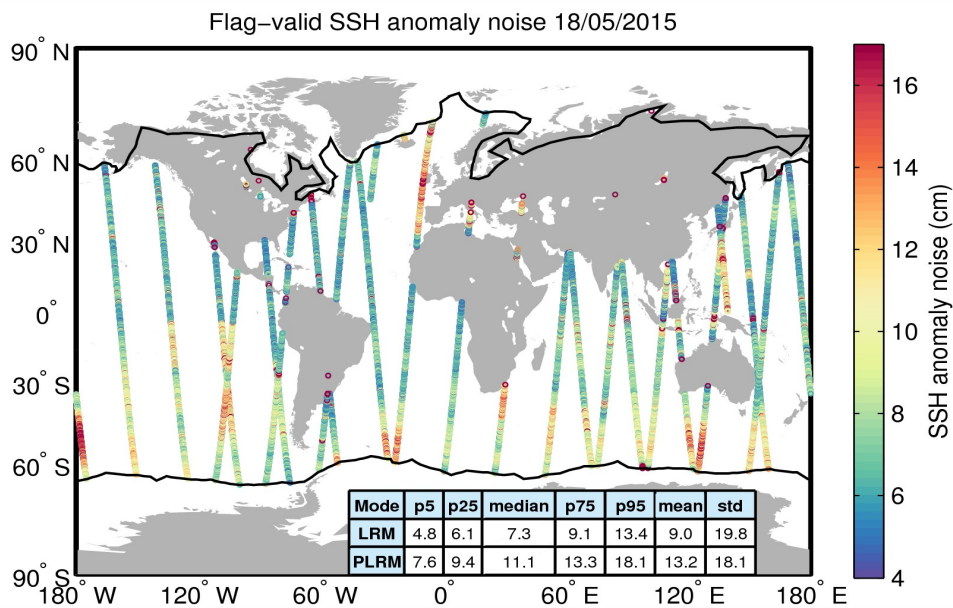 Flag−valid SSH anomaly noise 18/05/2015
90° N
60° N
30° N
0°
30° S
60° S
90° S
180° W
120° W
60° W
0°
60° E
120° E
180° E
Mode p5 p25 median p75 p95 mean std
LRM 4.8 6.1 7.3 9.1 13.4 9.0 19.8
PLRM 7.6 9.4 11.1 13.3 18.1 13.2 18.1
16
14
12
10
8
6
4
SSH anomaly noise (cm)